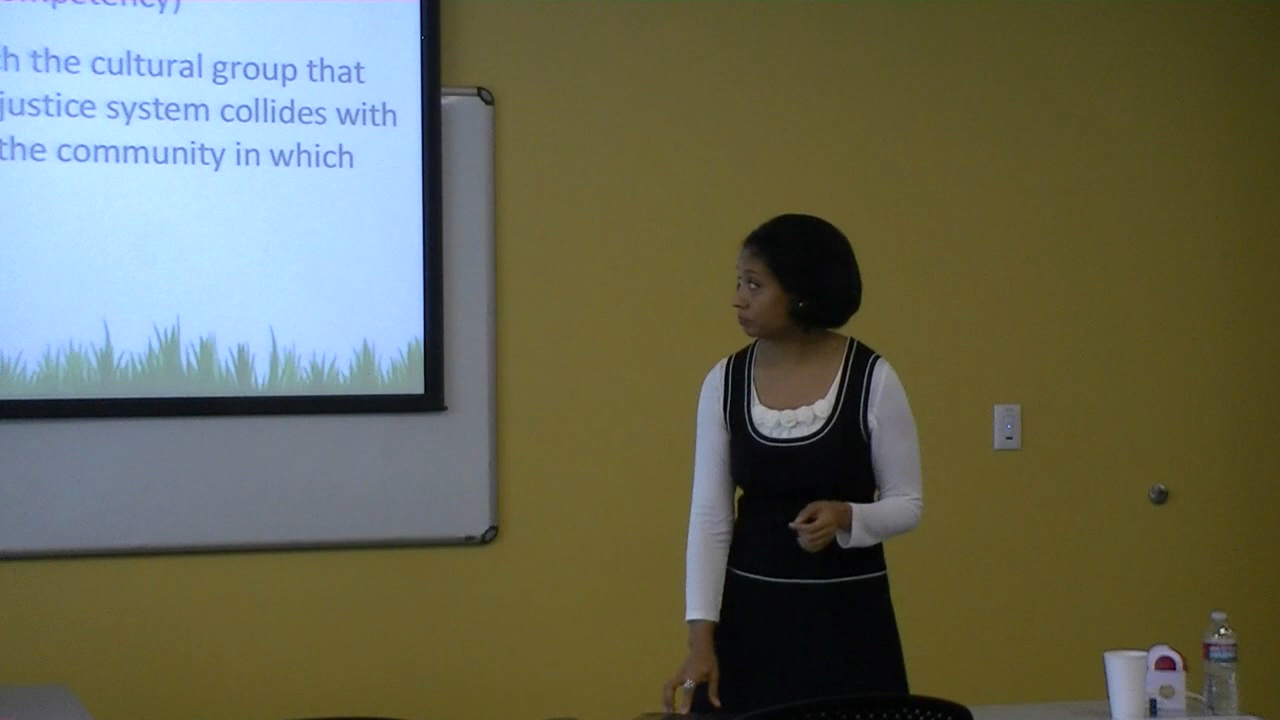 the cultural group that
justice system collides with
the community in which